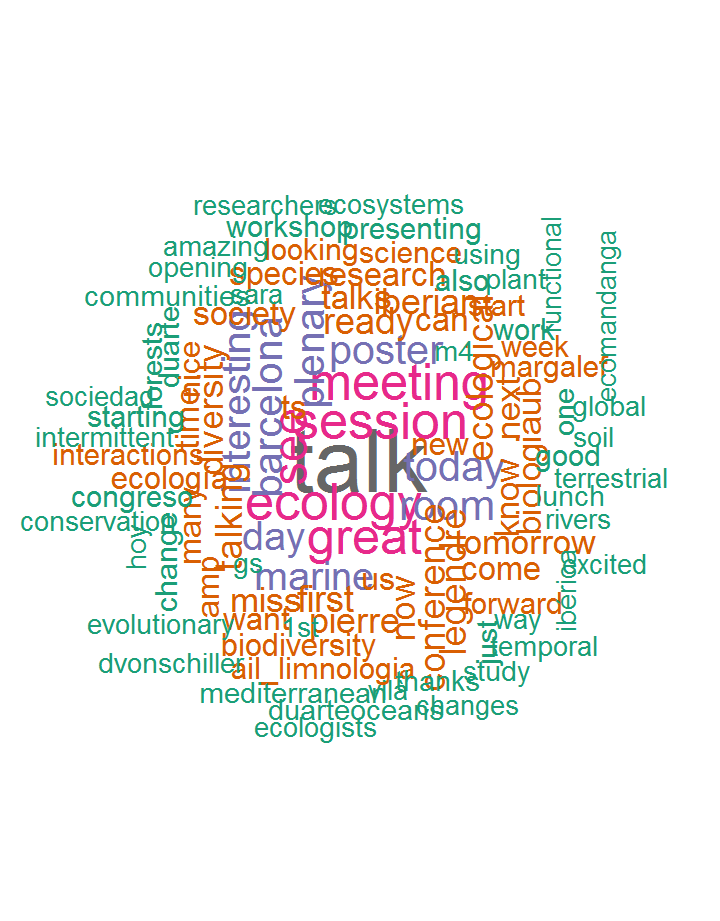 researchers
ecosystems
workshop
presenting
functional
ecomandanga
amazing
looking
science
using
opening
species
research
also
plant
communities
sara
plenary
talks
iberian1st
start
society
ready
can
work
duarte
interesting
barcelona
poster
m4
ecological
week
forests
nice
meeting
margalef
sociedad
diversity
ts
next
one
global
starting
time
see
session
biologiaub
intermittent
new
soil
interactions
talk
today
good
ecologia
know
terrestrial
congreso
many
talking
ecology
room
lunch
conservation
rivers
hoy
change
day
great
conference
legendre
tomorrow
gs
come
excited
amp
marine
us
now
iberica
miss
first
forward
evolutionary
want
1st
pierre
just
way
biodiversity
temporal
dvonschiller
ail_limnologia
study
mediterranean
vila
thanks
duarteoceans
changes
ecologists